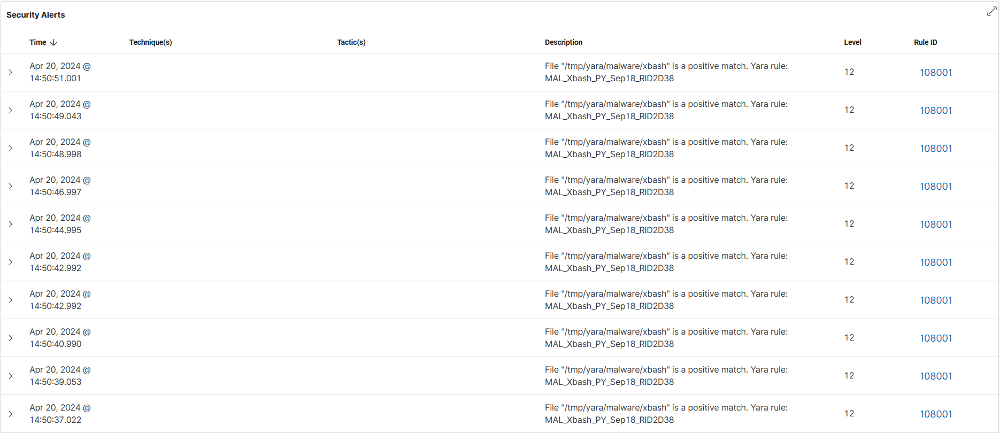 Security Alerts
Time Technique(s) Tactic(s) Description Level Rule ID
Apr 20, 2024 @ 14:50:51.001 File "/tmp/yara/malware/xbash" is a positive match. Yara rule: MAL_Xbash_PY_Sep18_RID2D38 12 108001
Apr 20, 2024 @ 14:50:49.043 File "/tmp/yara/malware/xbash" is a positive match. Yara rule: MAL_Xbash_PY_Sep18_RID2D38 12 108001
Apr 20, 2024 @ 14:50:48.998 File "/tmp/yara/malware/xbash" is a positive match. Yara rule: MAL_Xbash_PY_Sep18_RID2D38 12 108001
Apr 20, 2024 @ 14:50:46.997 File "/tmp/yara/malware/xbash" is a positive match. Yara rule: MAL_Xbash_PY_Sep18_RID2D38 12 108001
Apr 20, 2024 @ 14:50:44.995 File "/tmp/yara/malware/xbash" is a positive match. Yara rule: MAL_Xbash_PY_Sep18_RID2D38 12 108001
Apr 20, 2024 @ 14:50:42.992 File "/tmp/yara/malware/xbash" is a positive match. Yara rule: MAL_Xbash_PY_Sep18_RID2D38 12 108001
Apr 20, 2024 @ 14:50:42.992 File "/tmp/yara/malware/xbash" is a positive match. Yara rule: MAL_Xbash_PY_Sep18_RID2D38 12 108001
Apr 20, 2024 @ 14:50:40.990 File "/tmp/yara/malware/xbash" is a positive match. Yara rule: MAL_Xbash_PY_Sep18_RID2D38 12 108001
Apr 20, 2024 @ 14:50:39.053 File "/tmp/yara/malware/xbash" is a positive match. Yara rule: MAL_Xbash_PY_Sep18_RID2D38 12 108001
Apr 20, 2024 @ 14:50:37.022 File "/tmp/yara/malware/xbash" is a positive match. Yara rule: MAL_Xbash_PY_Sep18_RID2D38 12 108001